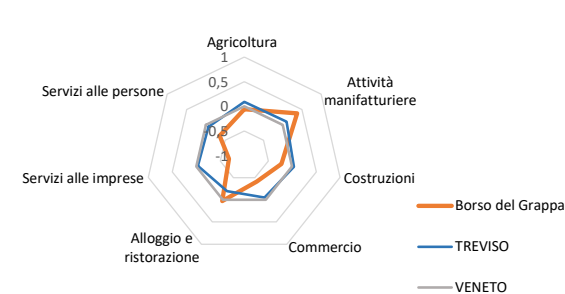 Agricoltura
1
0,5
0
-0,5
-1
Attività
manifatturiere
Costruzioni
Commercio
Alloggio e
ristorazione
Servizi alle imprese
Servizi alle persone
Borso del Grappa
TREVISO
VENETO